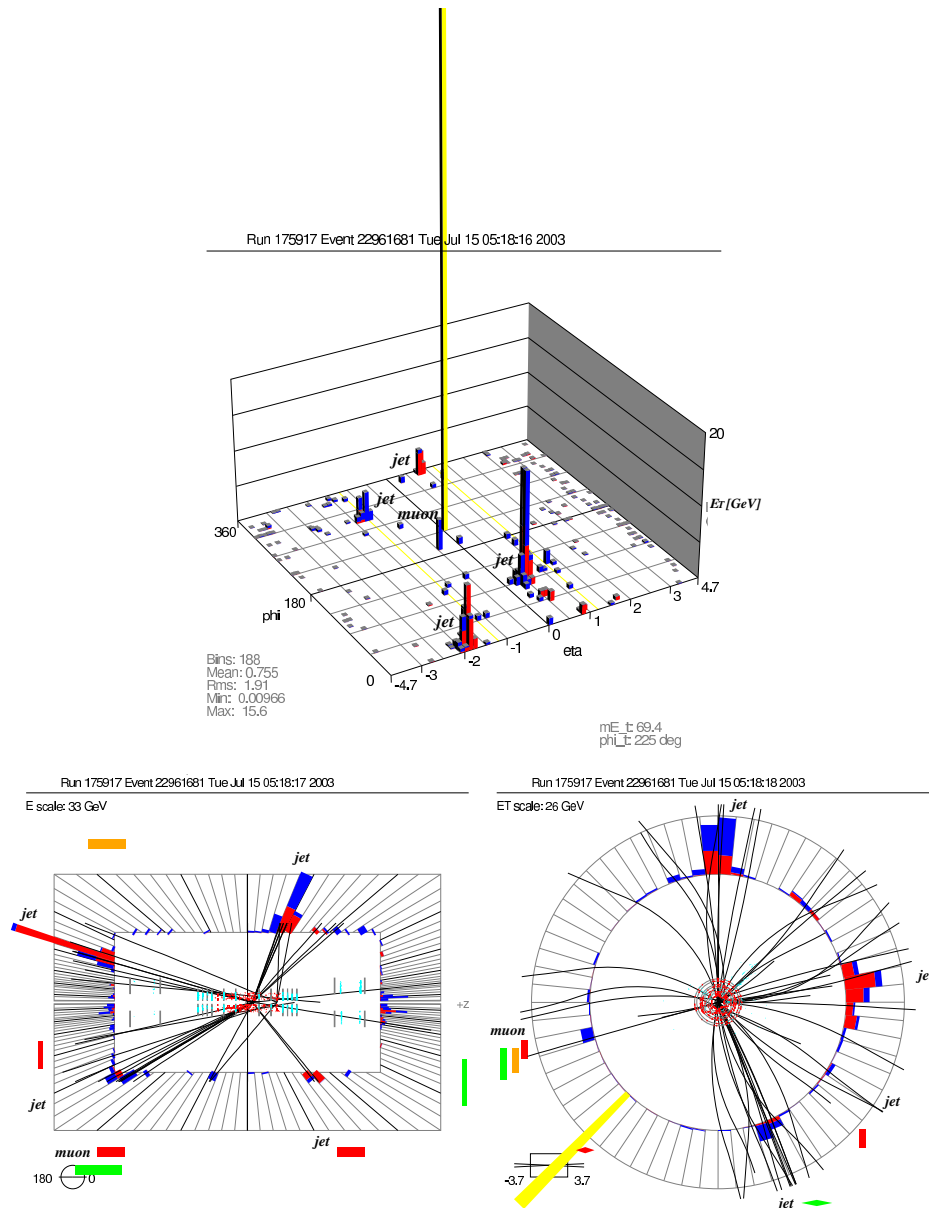 Run 175917 Event 22961681 Tue Jul 15 05:18:16 2003
20
jet
jet
ET [GeV]
muon
360
jet
4.7
180
3
phi
2
jet
1
0
eta
-1
-2
-3
0
-4.7
Bins: 188
Mean: 0.755
Rms: 1.91
Min: 0.00966
Max: 15.6
mE_t: 69.4
phi_t: 225 deg
Run 175917 Event 22961681 Tue Jul 15 05:18:17 2003
E scale: 33 GeV
jet
jet
+Z
jet
jet
muon
180
0
Run 175917 Event 22961681 Tue Jul 15 05:18:18 2003
ET scale: 26 GeV
jet
je
muon
jet
-3.7
3.7
jet